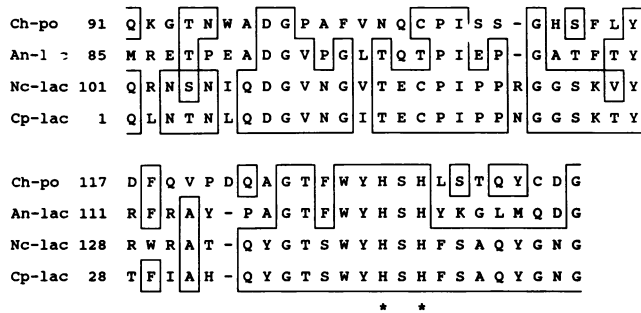 Ch-po 91 Q K G T N W A D G P A F V N Q C P I S S - G H S F L Y
An-l c 85 M R E T P E A D G V P G L T Q T P I E P - G A T F T Y
Nc-lac 101 Q R N S N I Q D G V N G V T E C P I P P R G G S K V Y
Cp-lac 1 Q L N T N L Q D G V N G I T E C P I P P N G G S K T Y
Ch-po 117 D F Q V P D Q A G T F W Y H S H L S T Q Y C D G
An-lac 111 R F R A Y - P A G T F W Y H S H Y K G L M Q D G
Nc-lac 128 R W R A T - Q Y G T S W Y H S H F S A Q Y G N G
Cp-lac 28 T F I A H - Q Y G T S W Y H S H F S A Q Y G N G
* *